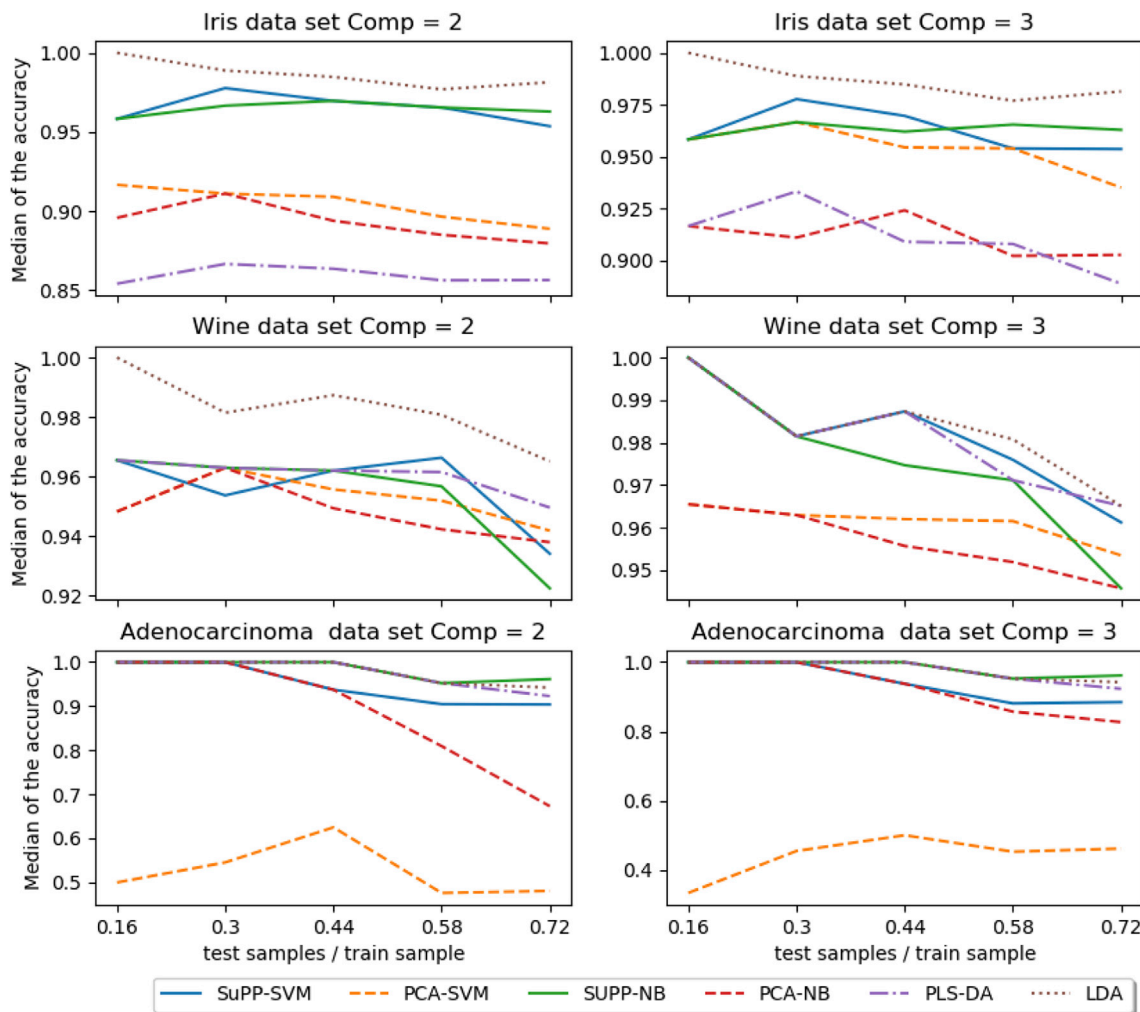 Iris data set Comp = 2
Iris data set Comp = 3
1.00
0.95
0.90
0.85
Median of the accuracy
1.000
0.975
0.950
0.925
0.900
Wine data set Comp = 2
Wine data set Comp = 3
1.00
0.98
0.96
0.94
0.92
Median of the accuracy
1.00
0.99
0.98
0.97
0.96
0.95
Adenocarcinoma data set Comp = 2
Adenocarcinoma data set Comp = 3
1.0
0.9
0.8
0.7
0.6
0.5
Median of the accuracy
1.0
0.8
0.6
0.4
0.16 0.3 0.44 0.58 0.72
0.16 0.3 0.44 0.58 0.72
test samples / train sample
test samples / train sample
SuPP-SVM PCA-SVM SUPP-NB PCA-NB PLS-DA LDA